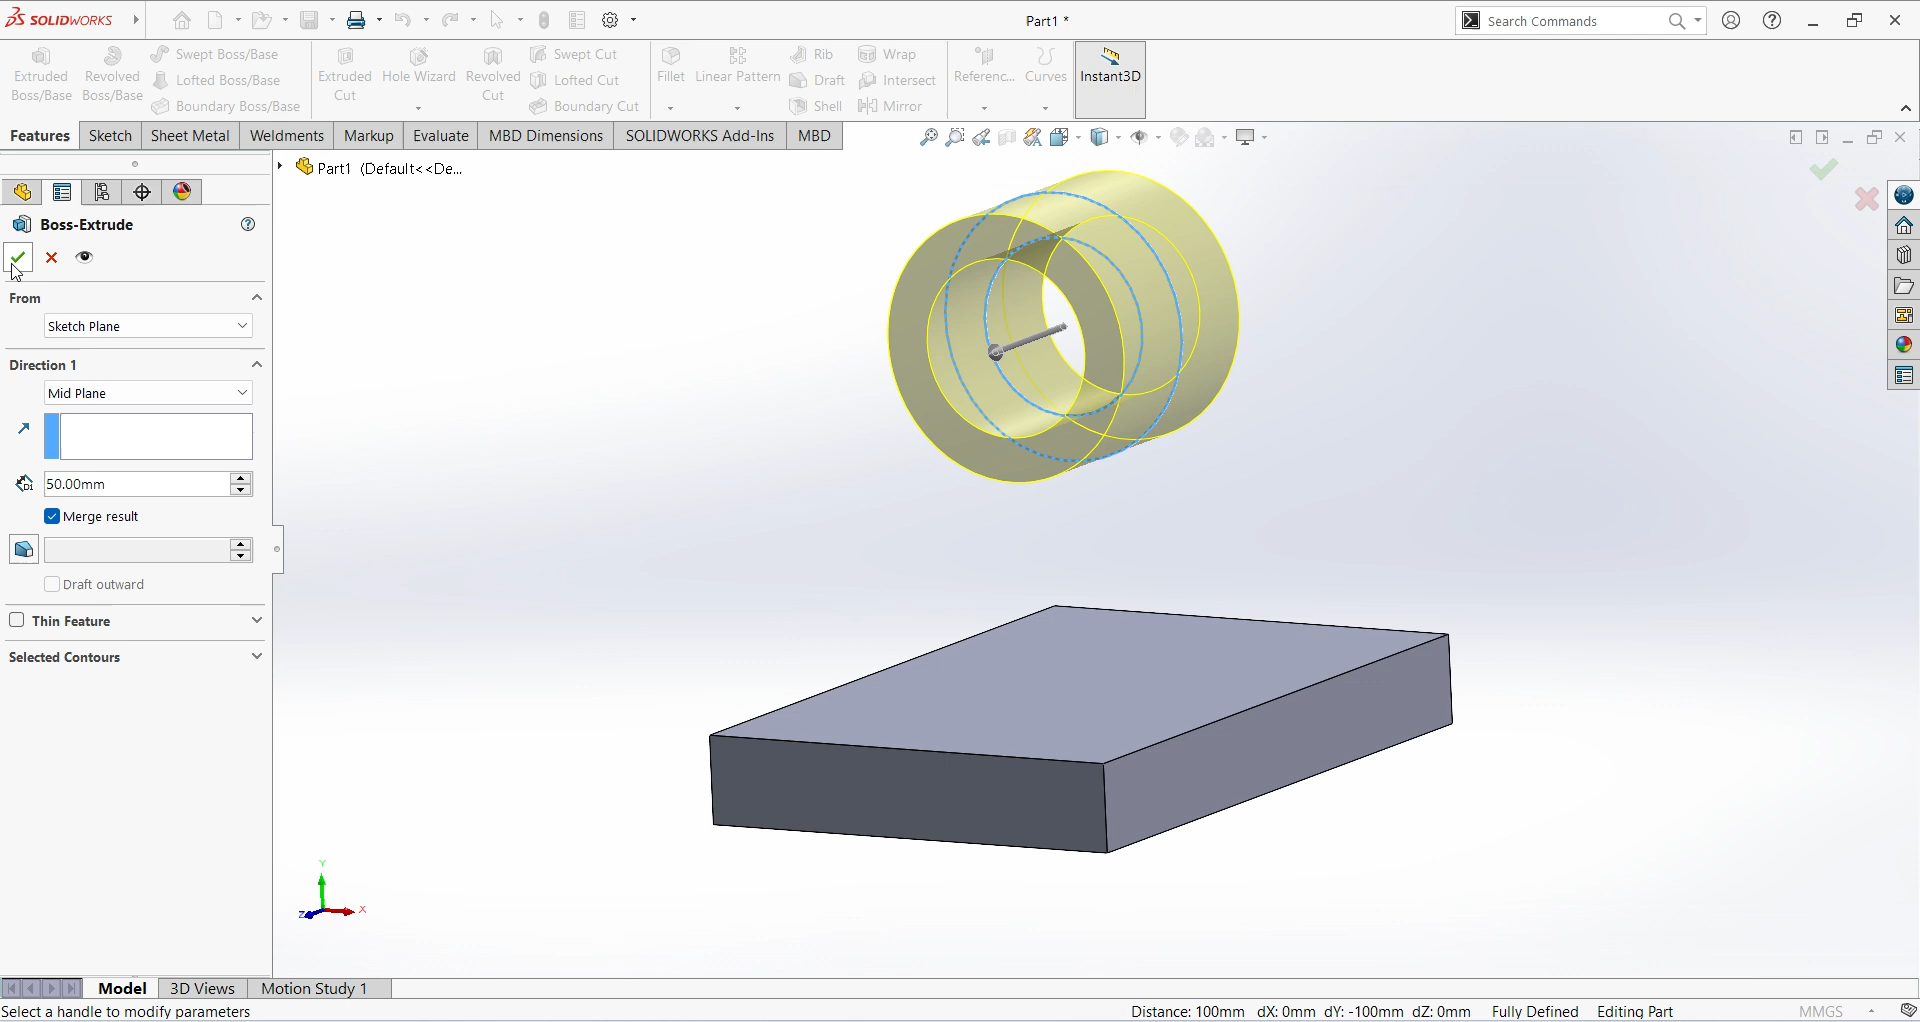 SOLIDWORKS
Part1 *
Search Commands
Extruded Boss/Base
Revolved Boss/Base
Swept Boss/Base
Lofted Boss/Base
Boundary Boss/Base
Extruded Cut
Hole Wizard
Revolved Cut
Swept Cut
Lofted Cut
Boundary Cut
Fillet
Linear Pattern
Rib
Draft
Shell
Wrap
Intersect
Mirror
Referenc...
Curves
Instant3D
Features
Sketch
Sheet Metal
Weldments
Markup
Evaluate
MBD Dimensions
SOLIDWORKS Add-Ins
MBD
Part1 (Default<<De...
Boss-Extrude
From
Sketch Plane
Direction 1
Mid Plane
D1
50.00mm
Merge result
Draft outward
Thin Feature
Selected Contours
Y
Z
X
Model
3D Views
Motion Study 1
Select a handle to modify parameters
Distance: 100mm dX: 0mm dY: -100mm dZ: 0mm
Fully Defined
Editing Part
MMGS